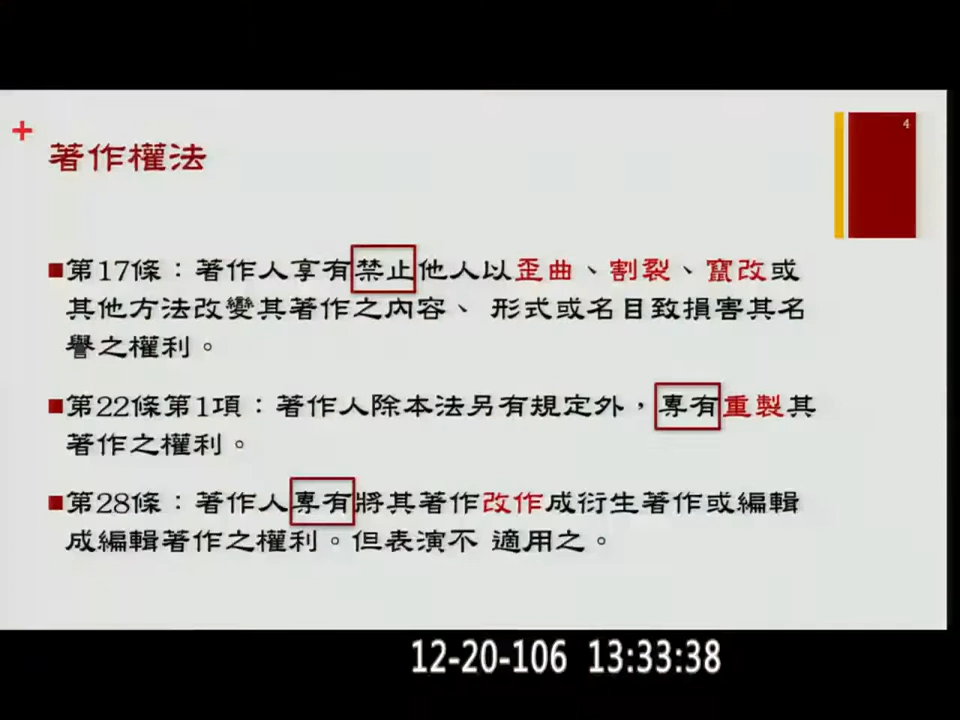 4
著作權法
第17條：著作人享有禁止他人以歪曲、割裂、竄改或
其他方法改變其著作之內容、 形式或名目致損害其名
譽之權利。
第22條第1項：著作人除本法另有規定外，專有重製其
著作之權利。
第28條：著作人專有將其著作改作成衍生著作或編輯
成編輯著作之權利。但表演不 適用之。
12-20-106 13:33:38